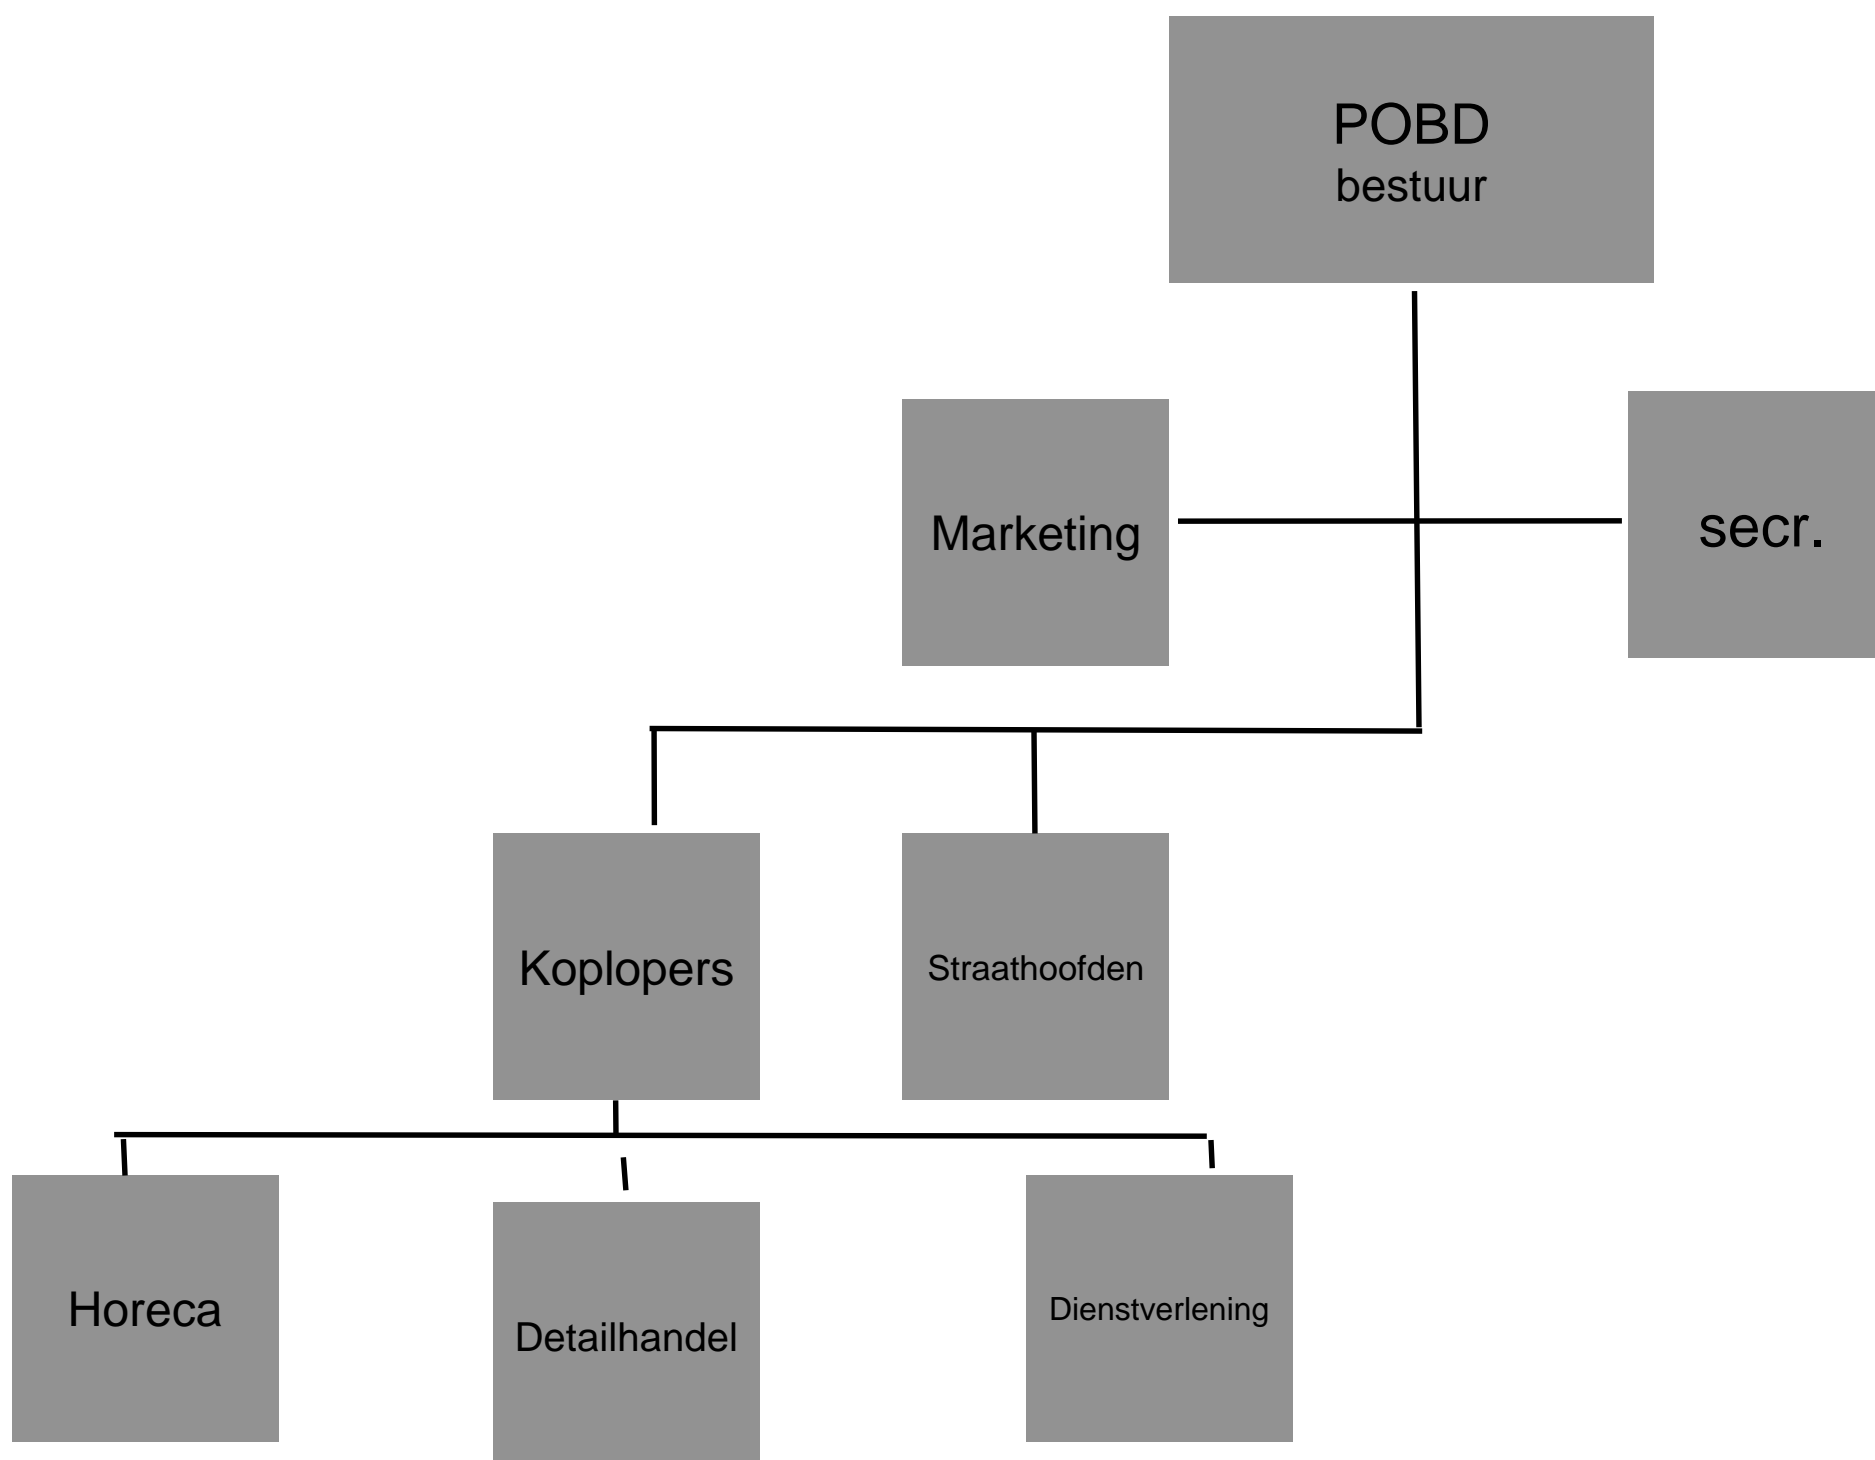 POBD
bestuur
Marketing
secr.
Koplopers
Straathoofden
Horeca
Detailhandel
Dienstverlening